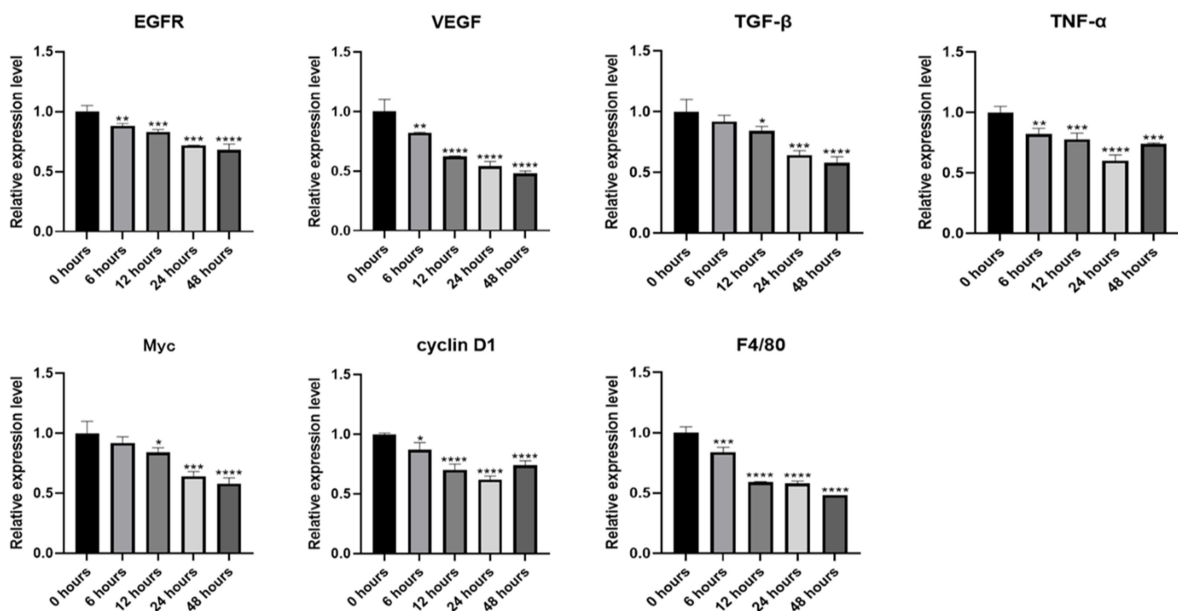 EGFR
Relative expression level
1.5
1.0
0.5
0.0
**
***
***
****
0 hours
6 hours
12 hours
24 hours
48 hours
VEGF
Relative expression level
1.5
1.0
0.5
0.0
**
****
****
****
0 hours
6 hours
12 hours
24 hours
48 hours
TGF-β
Relative expression level
1.5
1.0
0.5
0.0
*
***
****
0 hours
6 hours
12 hours
24 hours
48 hours
TNF-α
Relative expression level
1.5
1.0
0.5
0.0
**
***
****
***
0 hours
6 hours
12 hours
24 hours
48 hours
Myc
Relative expression level
1.5
1.0
0.5
0.0
*
***
****
0 hours
6 hours
12 hours
24 hours
48 hours
cyclin D1
Relative expression level
1.5
1.0
0.5
0.0
*
****
****
****
0 hours
6 hours
12 hours
24 hours
48 hours
F4/80
Relative expression level
1.5
1.0
0.5
0.0
***
****
****
****
0 hours
6 hours
12 hours
24 hours
48 hours